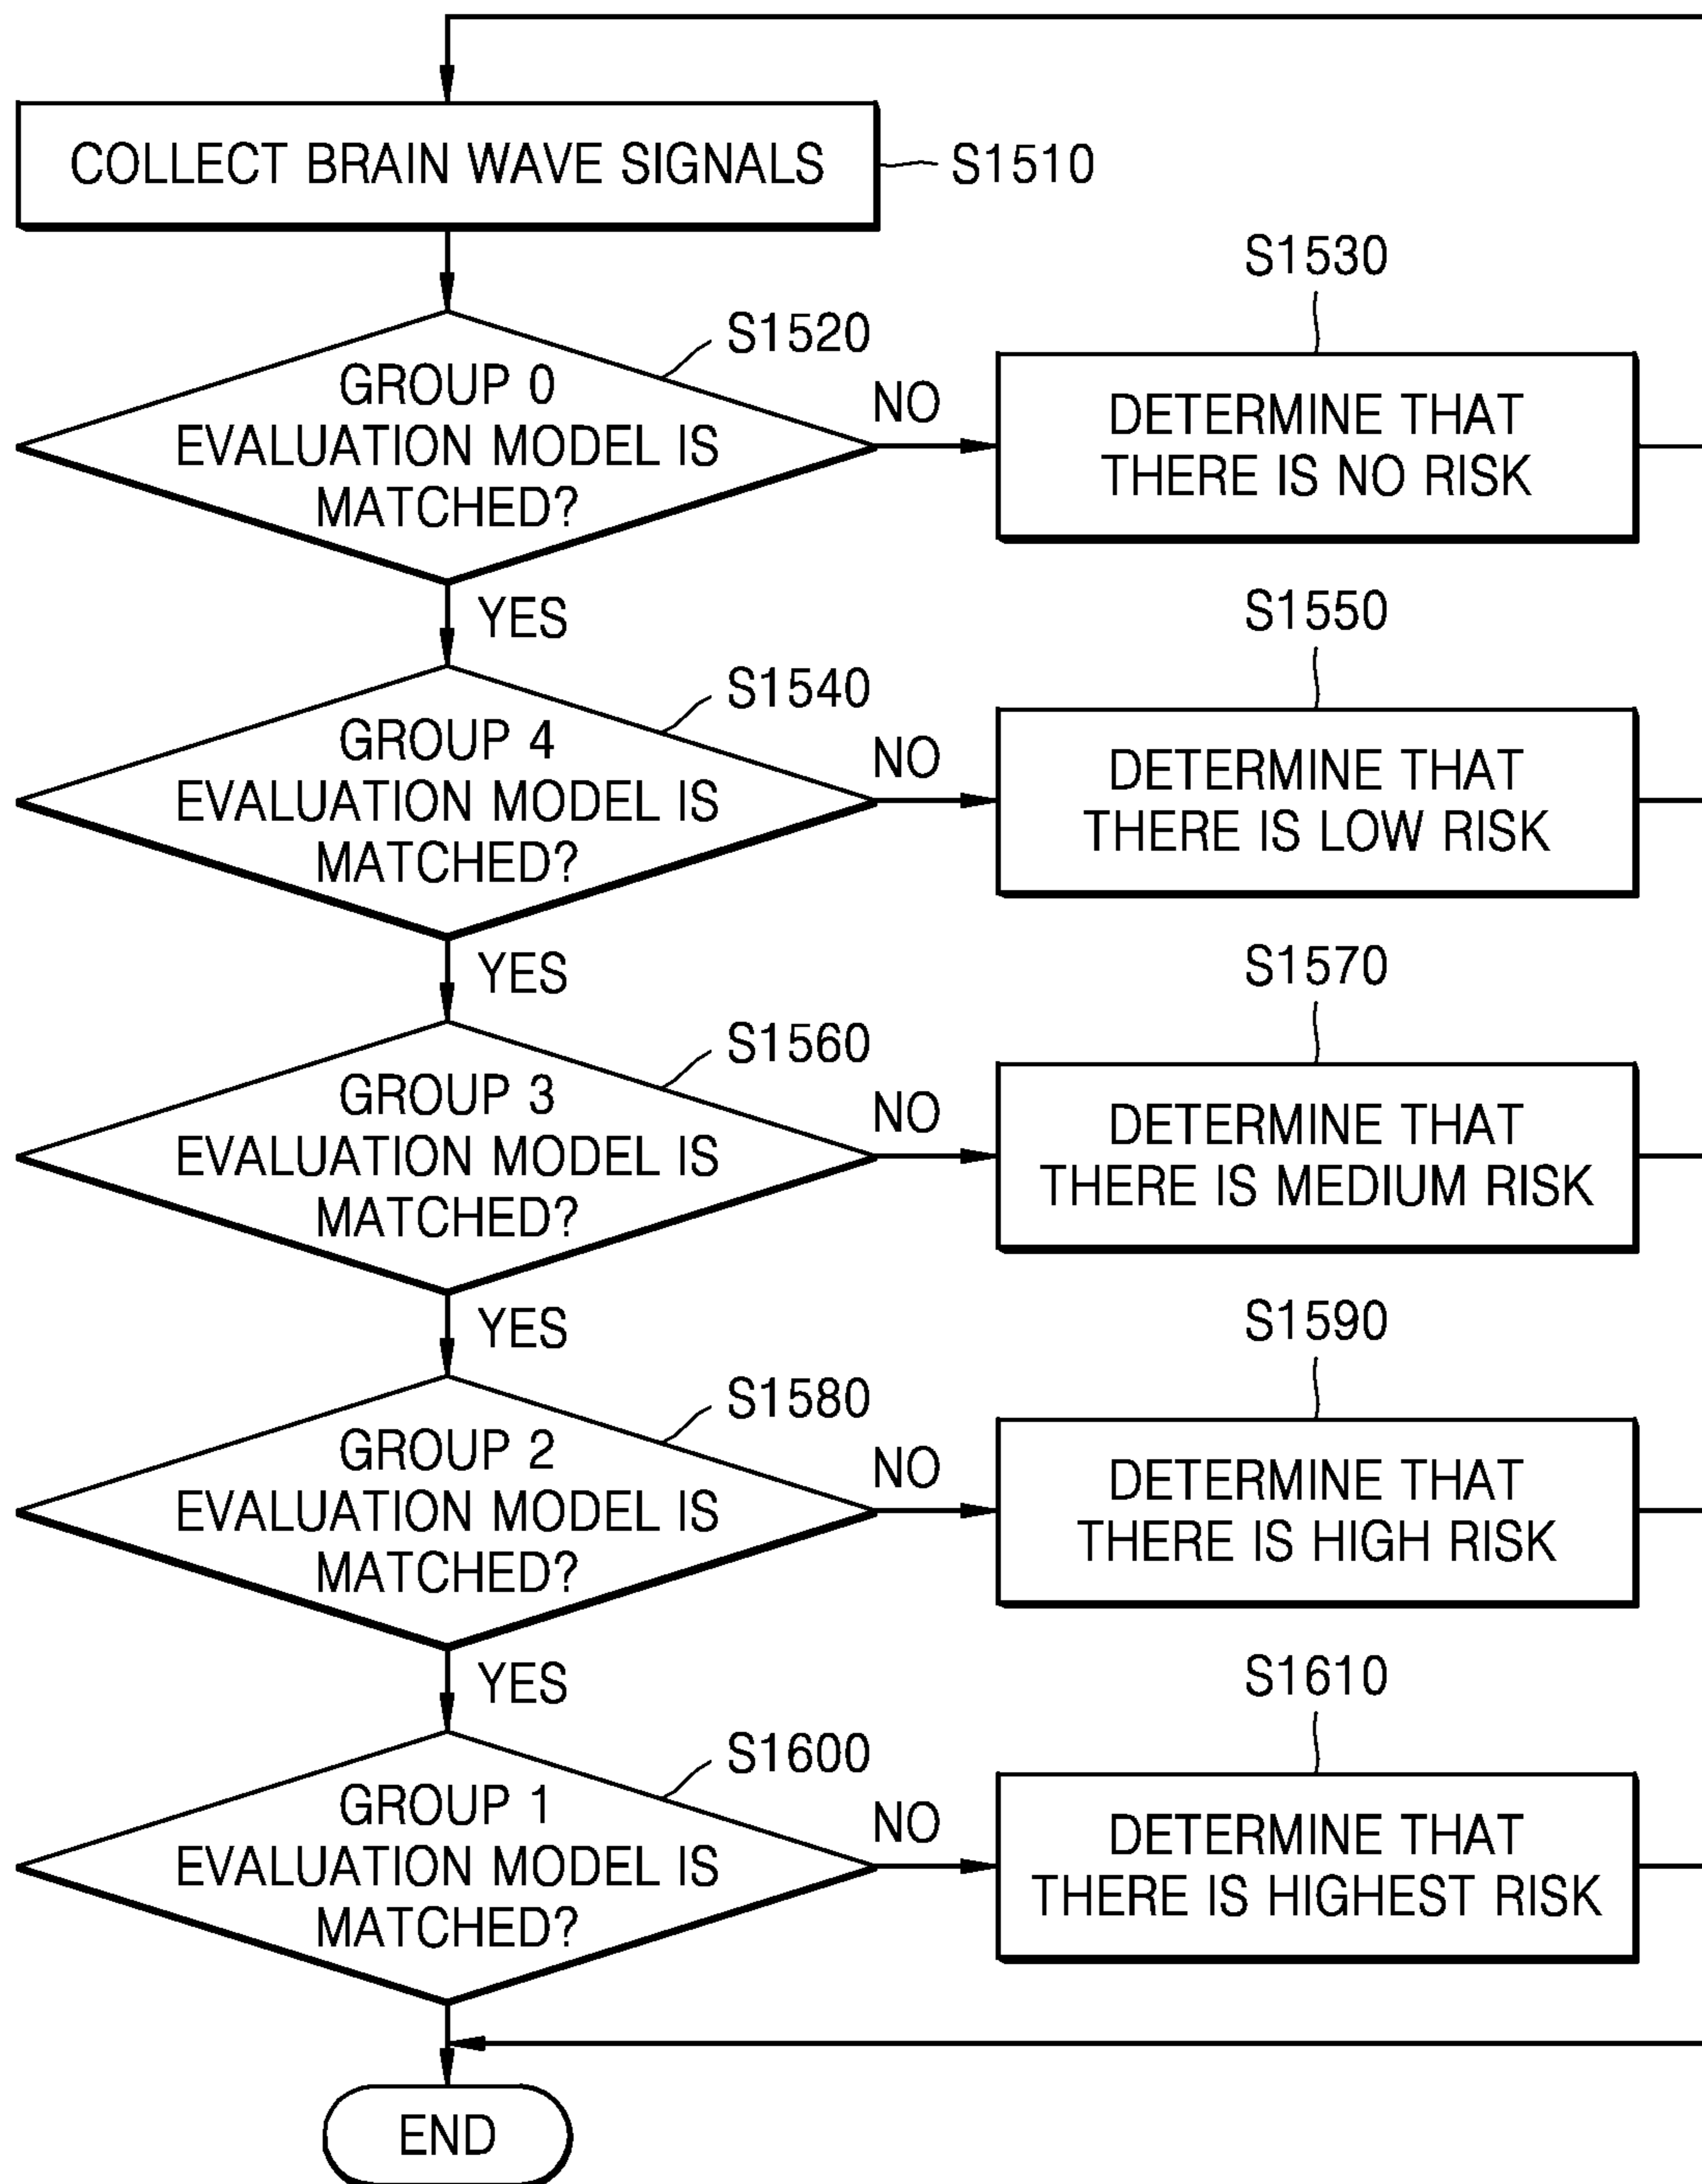 COLLECT BRAIN WAVE SIGNALS
S1510
S1520
GROUP 0
EVALUATION MODEL IS
MATCHED?
NO
S1530
DETERMINE THAT
THERE IS NO RISK
YES
S1540
GROUP 4
EVALUATION MODEL IS
MATCHED?
NO
S1550
DETERMINE THAT
THERE IS LOW RISK
YES
S1560
GROUP 3
EVALUATION MODEL IS
MATCHED?
NO
S1570
DETERMINE THAT
THERE IS MEDIUM RISK
YES
S1580
GROUP 2
EVALUATION MODEL IS
MATCHED?
NO
S1590
DETERMINE THAT
THERE IS HIGH RISK
YES
S1600
GROUP 1
EVALUATION MODEL IS
MATCHED?
NO
S1610
DETERMINE THAT
THERE IS HIGHEST RISK
END